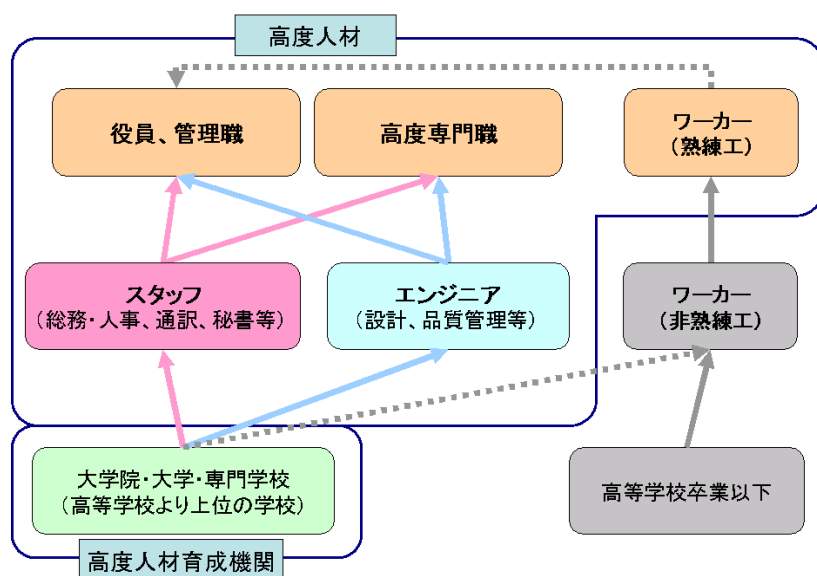 高度人材
役員、管理職
高度専門職
ワーカー
(熟練工)
スタッフ
(総務・人事、通訳、秘書等)
エンジニア
(設計、品質管理等)
ワーカー
(非熟練工)
大学院・大学・専門学校
(高等学校より上位の学校)
高等学校卒業以下
高度人材育成機関